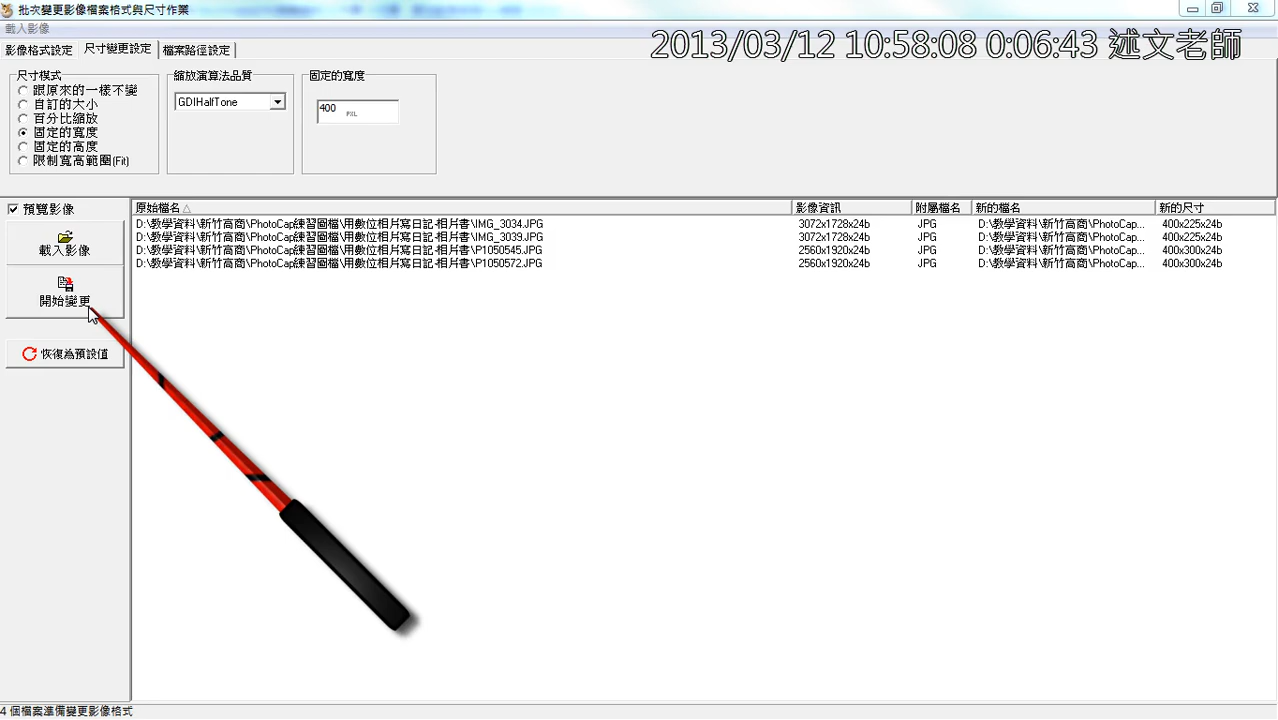 批次變更影像檔案格式與尺寸作業
載入影像
2013/03/12 10:58:08 0:06:43 述文老師
影像格式設定 尺寸變更設定 檔案路徑設定
尺寸模式
跟原來的一樣不變
自訂的大小
百分比縮放
固定的寬度
固定的高度
限制寬高範圍(Fit)
縮放演算法品質
GDIHalfTone
固定的寬度
400 PXL
預覽影像
載入影像
開始變更
恢復為預設值
原始檔名 影像資訊 附屬檔名 新的檔名 新的尺寸
D:\教學資料\新竹高商\PhotoCap練習圖檔\用數位相片寫日記-相片書\IMG_3034.JPG 3072x1728x24b JPG D:\教學資料\新竹高商\PhotoCap... 400x225x24b
D:\教學資料\新竹高商\PhotoCap練習圖檔\用數位相片寫日記-相片書\IMG_3039.JPG 3072x1728x24b JPG D:\教學資料\新竹高商\PhotoCap... 400x225x24b
D:\教學資料\新竹高商\PhotoCap練習圖檔\用數位相片寫日記-相片書\P1050545.JPG 2560x1920x24b JPG D:\教學資料\新竹高商\PhotoCap... 400x300x24b
D:\教學資料\新竹高商\PhotoCap練習圖檔\用數位相片寫日記-相片書\P1050572.JPG 2560x1920x24b JPG D:\教學資料\新竹高商\PhotoCap... 400x300x24b
4 個檔案準備變更影像格式